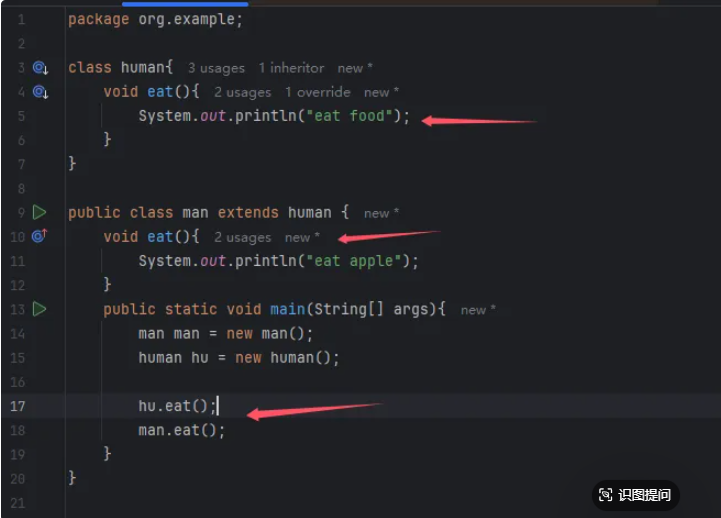 1 package org.example;
2
3 class human{ 3 usages 1 inheritor new *
4 void eat(){ 2 usages 1 override new *
5 System.out.println("eat food");
6 }
7 }
8
9 public class man extends human { new *
10 void eat(){ 2 usages new *
11 System.out.println("eat apple");
12 }
13 public static void main(String[] args){ new *
14 man man = new man();
15 human hu = new human();
16
17 hu.eat();
18 man.eat();
19 }
20 }
21
识图提问